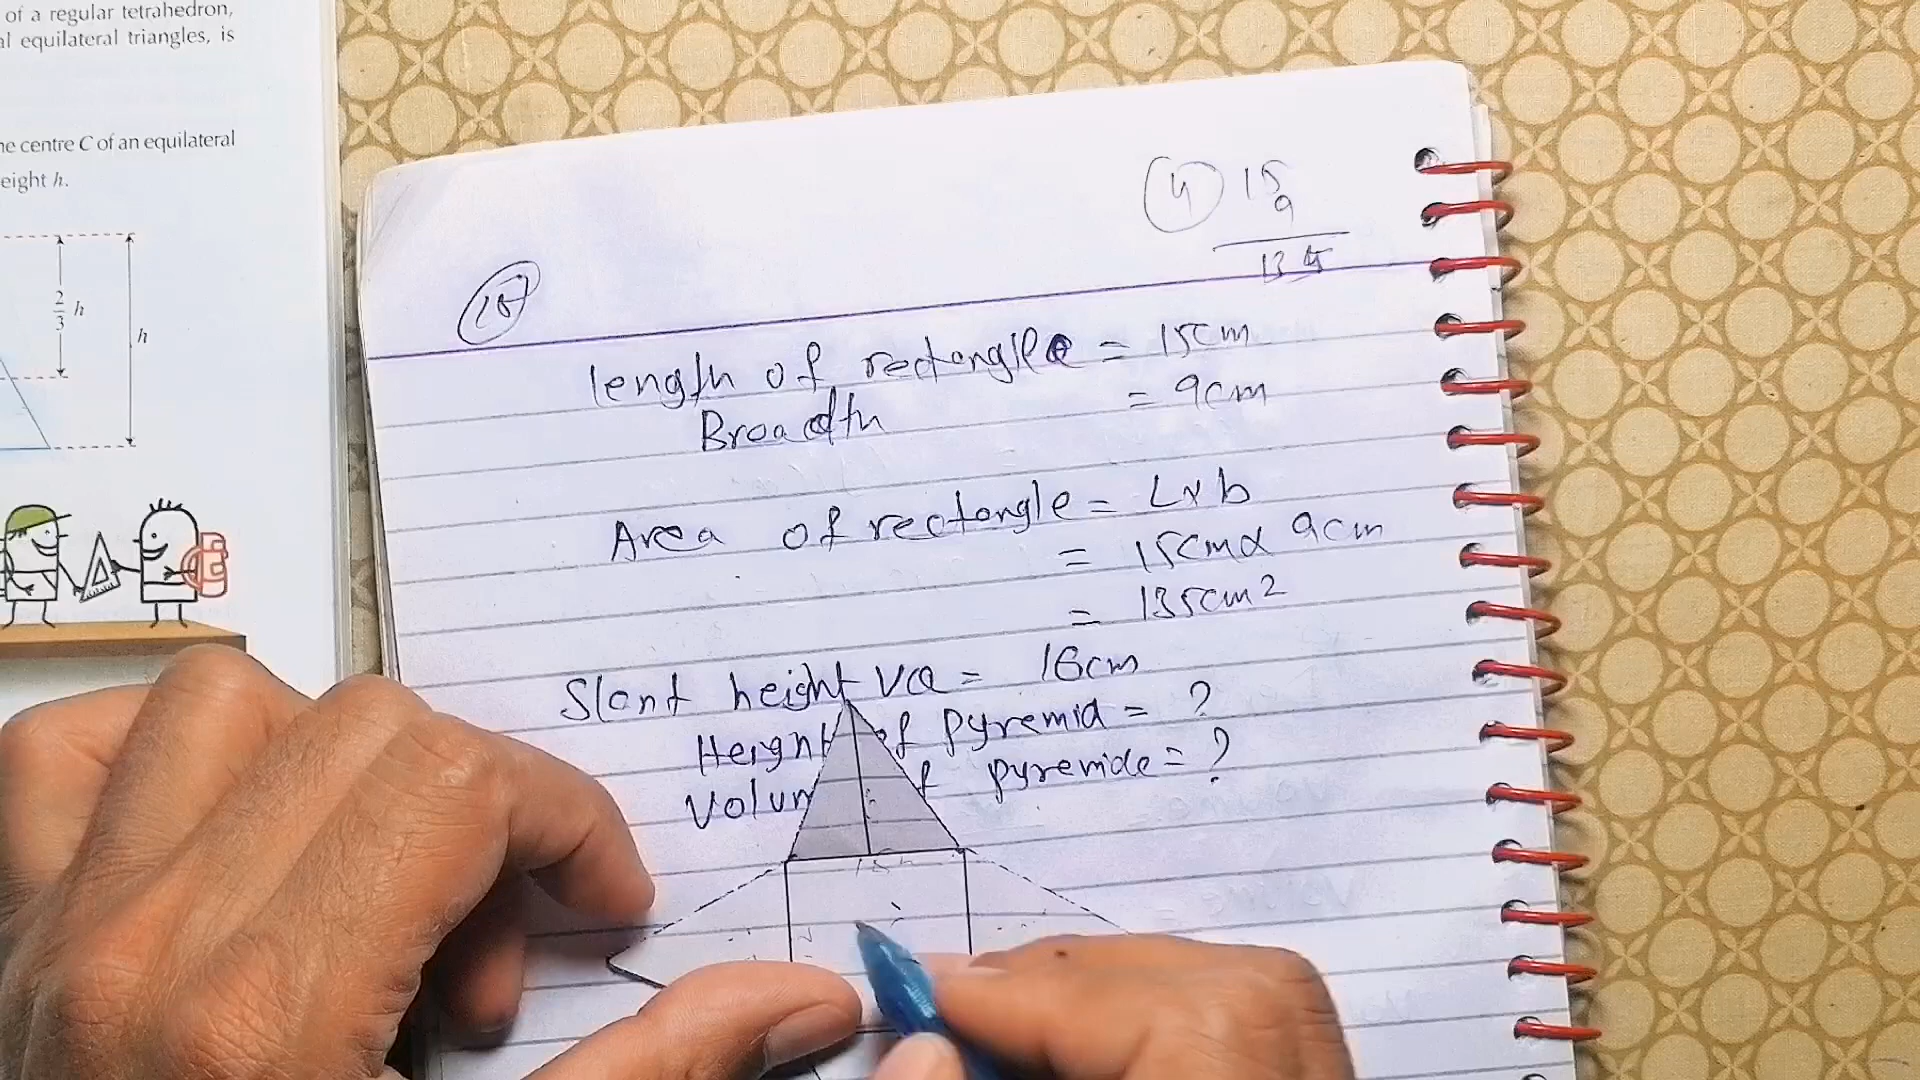 of a regular tetrahedron,
al equilateral triangles, is
he centre C of an equilateral
eight h.
2/3 h
h
4 15
9
135
length of rectangle = 15cm
Breadth = 9cm
Area of rectangle = L x b
= 15cm x 9cm
= 135cm2
Slant height VQ = 16cm
Height of pyremid = ?
Volum f pyremide = ?